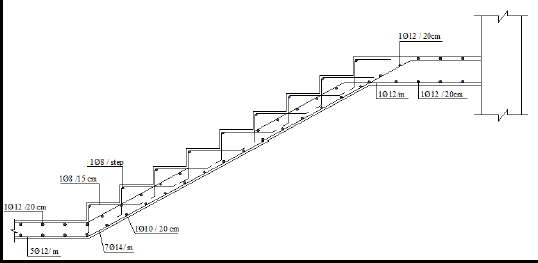 1Ø12 / 20cm
1Ø12/m
1Ø12 / 20cm
1Ø8 / step
1Ø8 /15 cm
1Ø12 /20 cm
1Ø10 / 20 cm
7Ø14/ m
5Ø12/ m